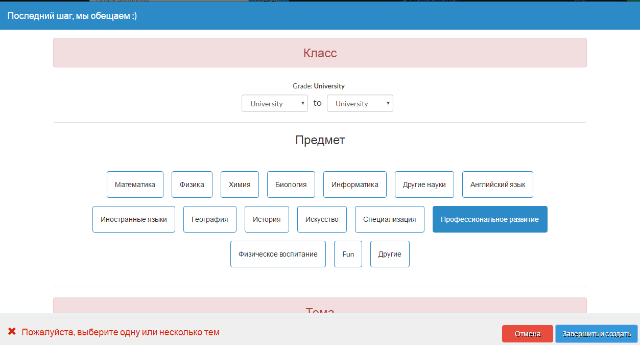 Последний шаг, мы обещаем :)
Класс
Grade: University
University to University
Предмет
Математика Физика Химия Биология Информатика Другие науки Английский язык
Иностранные языки География История Искусство Специализация Профессиональное развитие
Физическое воспитание Fun Другие
Тема
Пожалуйста, выберите одну или несколько тем Отмена Завершить и создать